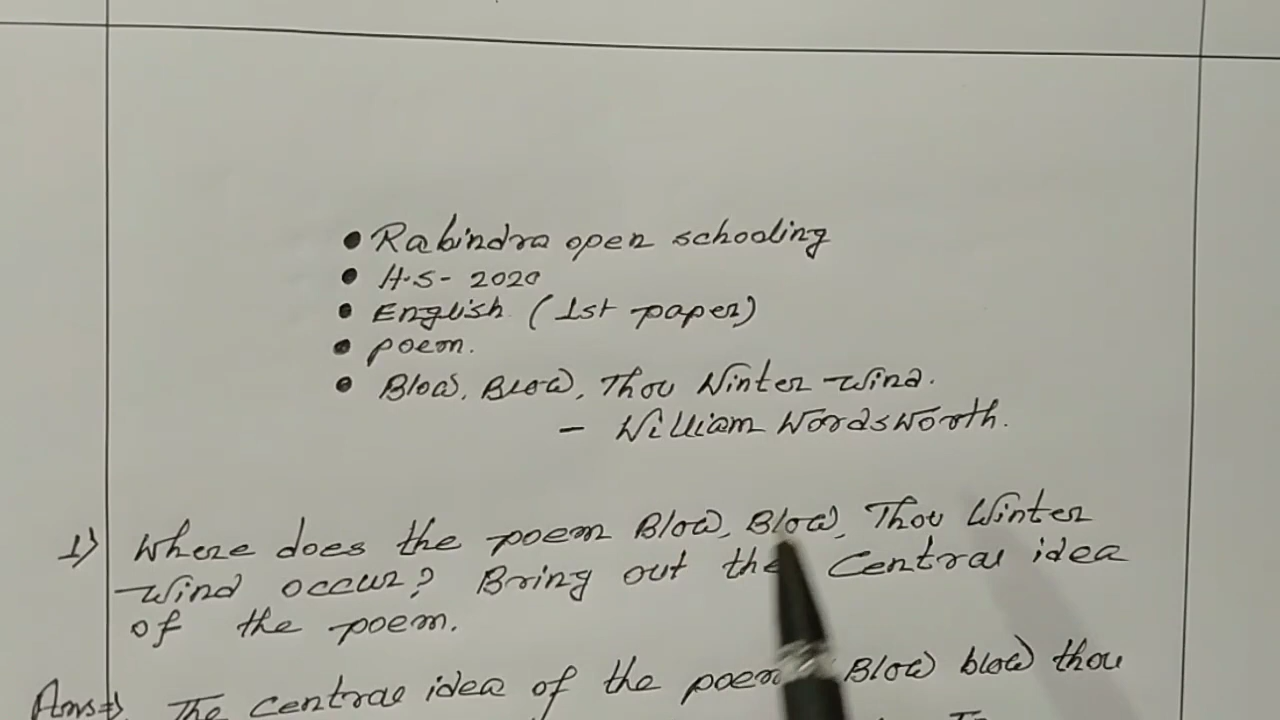 • Rabindra open schooling
• H.S- 2020
• English (1st paper)
• poem.
• Blow, Blow, Thou Winter Wind.
- William Wordsworth.
1) Where does the poem Blow, Blow, Thou Winter
Wind occur? Bring out the Central idea
of the poem.
Ans⇒ The Central idea of the poem Blow blow thou